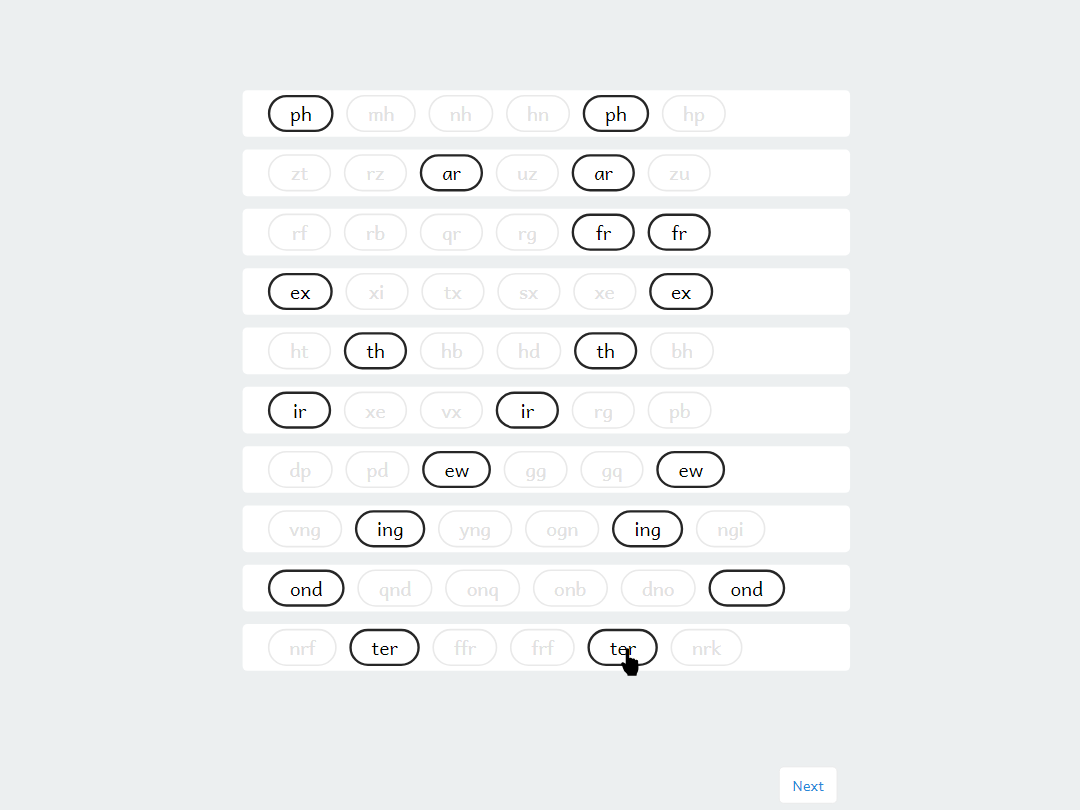 ph mh nh hn ph hp
zt rz ar uz ar zu
rf rb qr rg fr fr
ex xi tx sx xe ex
ht th hb hd th bh
ir xe vx ir rg pb
dp pd ew gg gq ew
vng ing yng ogn ing ngi
ond qnd onq onb dno ond
nrf ter ffr frf ter nrk
Next